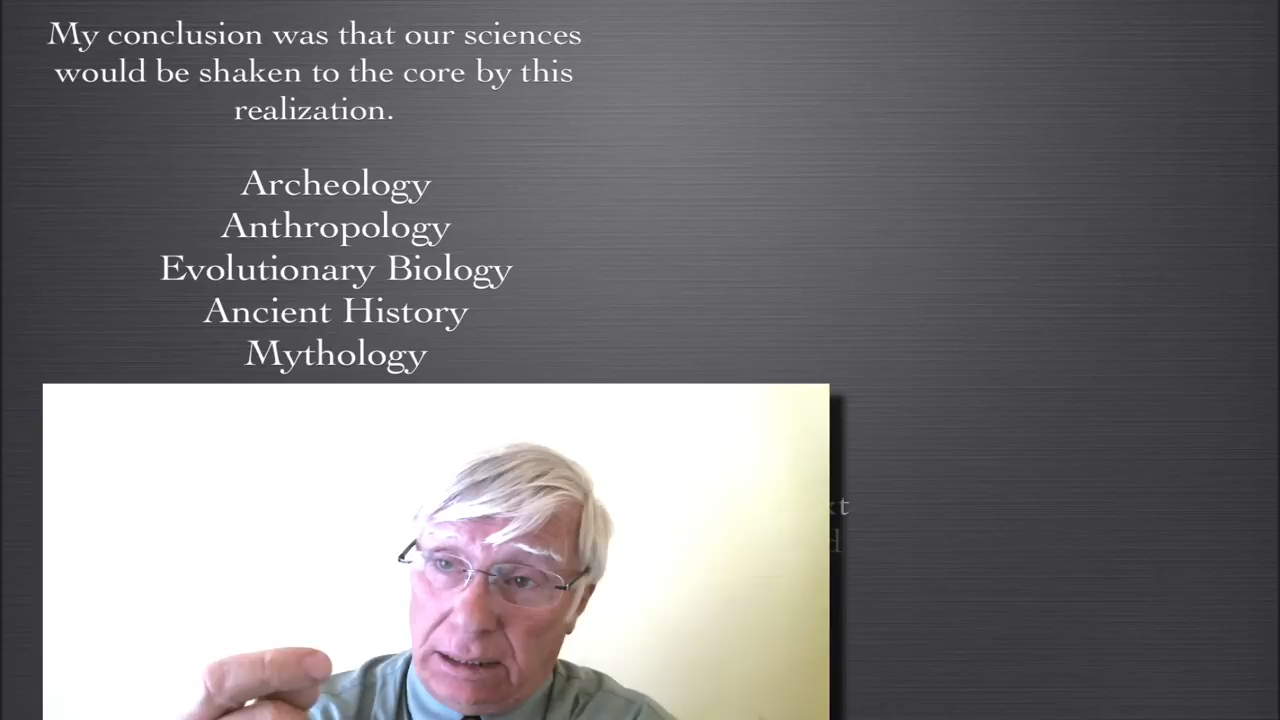 My conclusion was that our sciences
would be shaken to the core by this
realization.
Archeology
Anthropology
Evolutionary Biology
Ancient History
Mythology